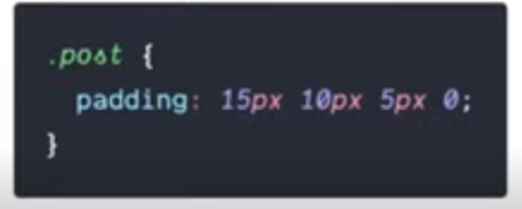 .post {
padding: 15px 10px 5px 0;
}